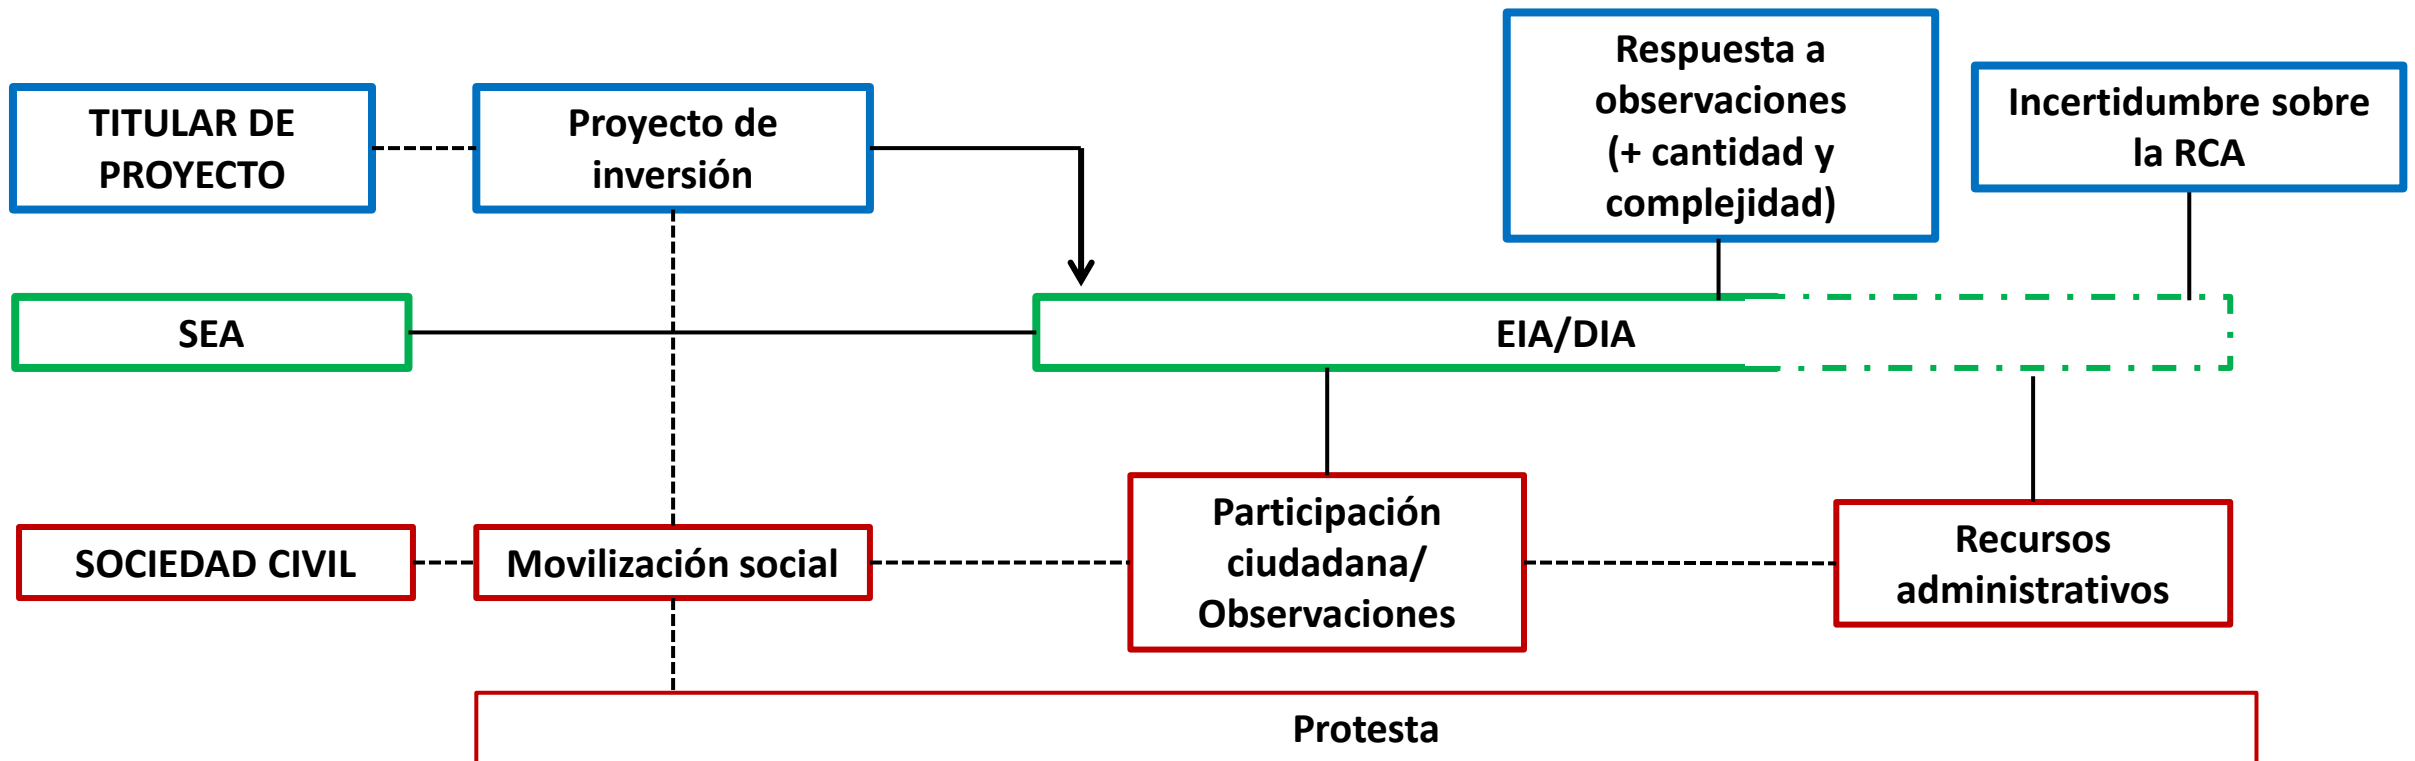 TITULAR DE
PROYECTO
Proyecto de
inversión
Respuesta a
observaciones
(+ cantidad y
complejidad)
Incertidumbre sobre
la RCA
SEA
EIA/DIA
SOCIEDAD CIVIL
Movilización social
Participación
ciudadana/
Observaciones
Recursos
administrativos
Protesta